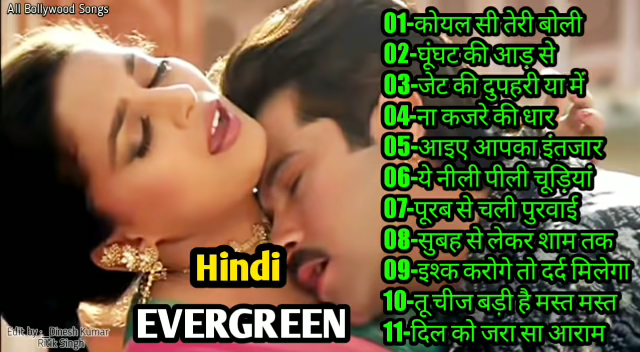 All Bollywood Songs
01-कोयल सी तेरी बोली
02-घूंघट की आड़ से
03-जेट की दुपहरी या में
04-ना कजरे की धार
05-आइए आपका इंतजार
06-ये नीली पीली चूड़ियां
07-पूरब से चली पुरवाई
08-सुबह से लेकर शाम तक
09-इश्क करोगे तो दर्द मिलेगा
10-तू चीज बड़ी है मस्त मस्त
11-दिल को जरा सा आराम
Hindi
EVERGREEN
Edit by: Dinesh Kumar
Ritik Singh